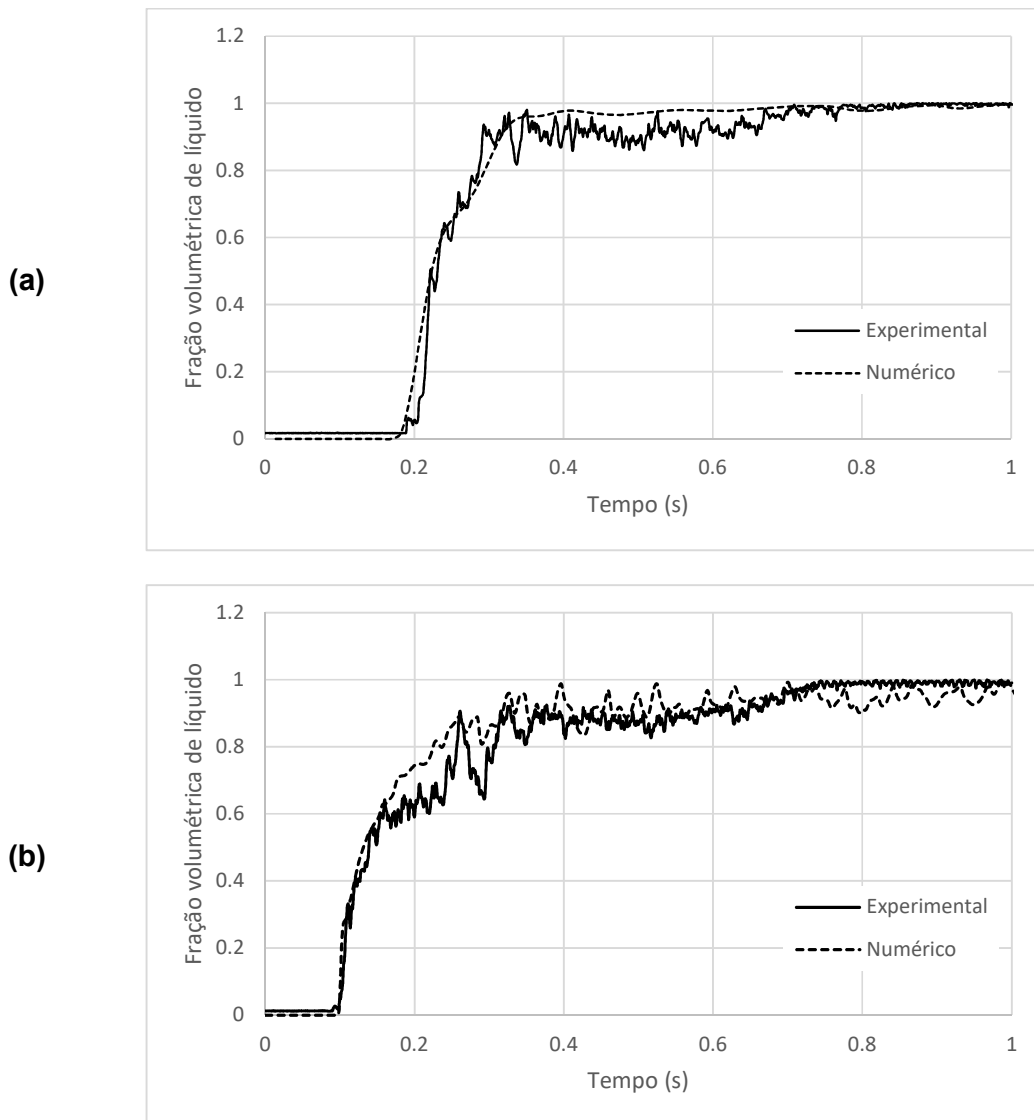 (a)
Fração volumétrica de líquido
1.2
1
0.8
0.6
0.4
0.2
0
0 0.2 0.4 0.6 0.8 1
Tempo (s)
Experimental
Numérico
(b)
Fração volumétrica de líquido
1.2
1
0.8
0.6
0.4
0.2
0
0 0.2 0.4 0.6 0.8 1
Tempo (s)
Experimental
Numérico